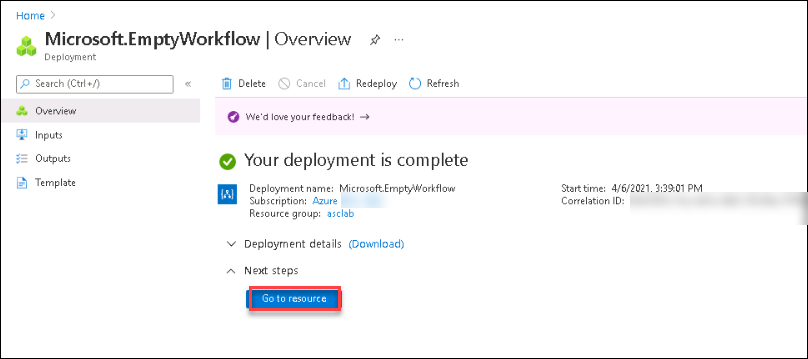 Home >
Microsoft.EmptyWorkflow | Overview
Deployment
Search (Ctrl+/)
«
Delete
Cancel
Redeploy
Refresh
Overview
Inputs
Outputs
Template
We'd love your feedback! →
Your deployment is complete
Deployment name: Microsoft.EmptyWorkflow
Subscription: Azure
Resource group: asclab
Start time: 4/6/2021, 3:39:01 PM
Correlation ID:
Deployment details (Download)
Next steps
Go to resource